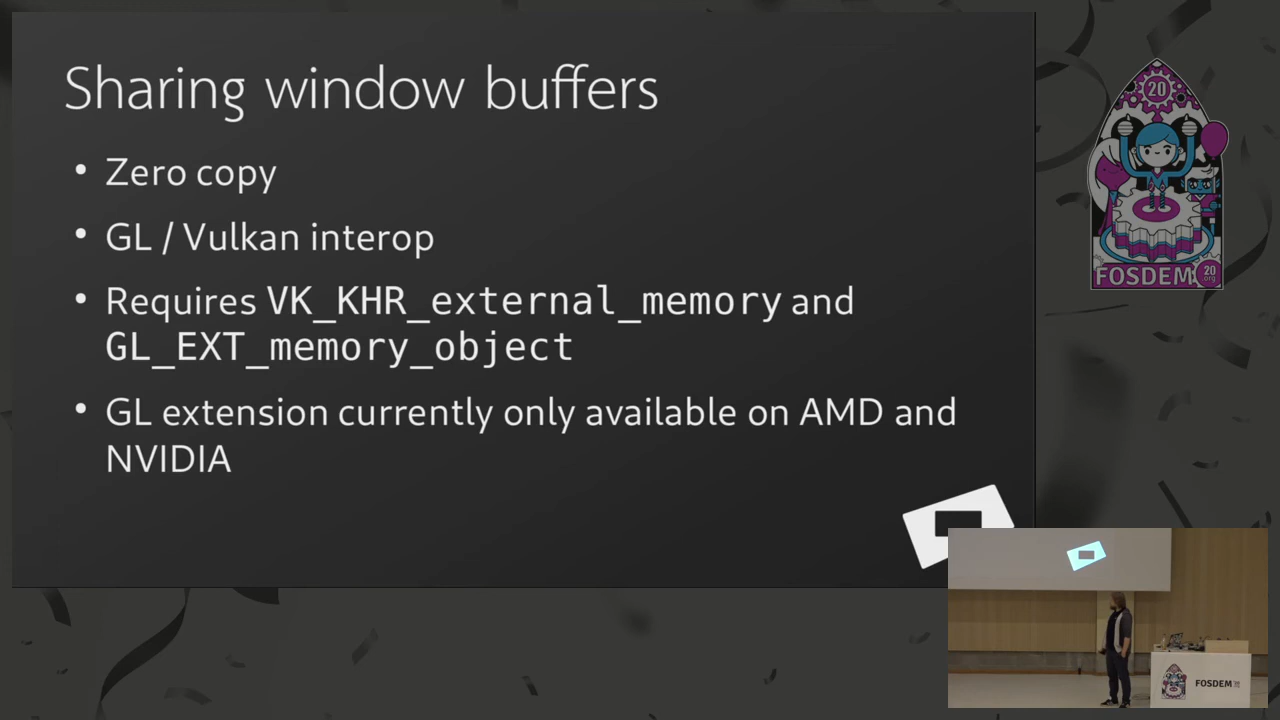 Sharing window buffers
• Zero copy
• GL / Vulkan interop
• Requires VK_KHR_external_memory and
GL_EXT_memory_object
• GL extension currently only available on AMD and
NVIDIA
20
FOSDEM 20
.org
FOSDEM